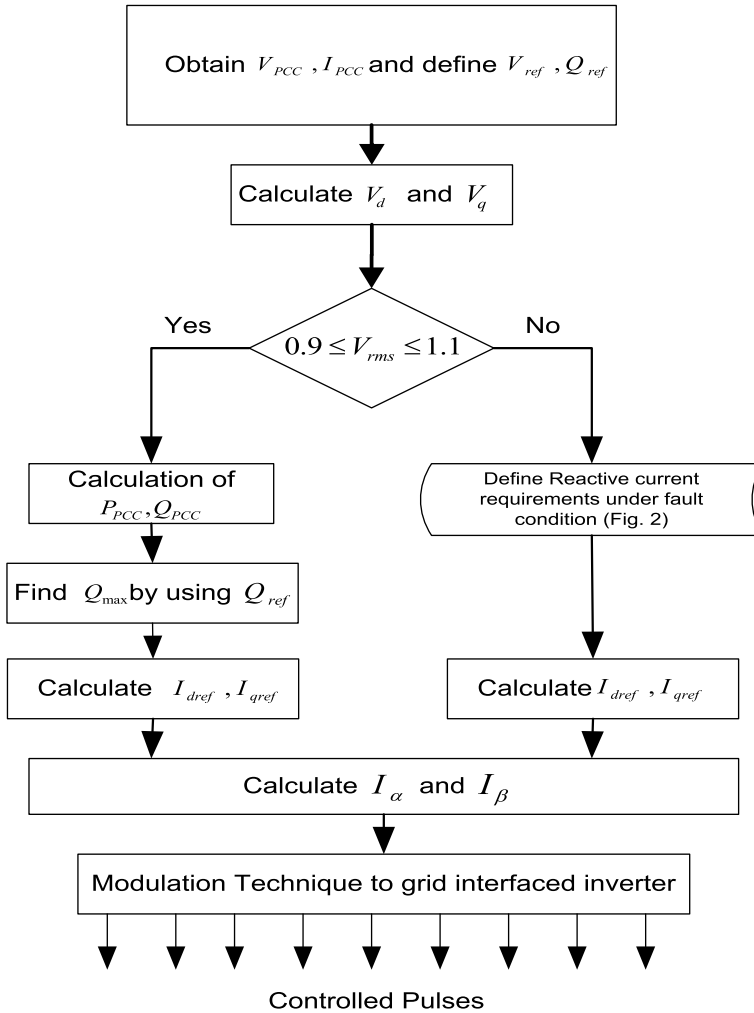 Obtain V_PCC , I_PCC and define V_ref , Q_ref
Calculate V_d and V_q
Yes
No
0.9 ≤ V_rms ≤ 1.1
Calculation of
P_PCC , Q_PCC
Define Reactive current
requirements under fault
condition (Fig. 2)
Find Q_max by using Q_ref
Calculate I_dref , I_qref
Calculate I_dref , I_qref
Calculate I_α and I_β
Modulation Technique to grid interfaced inverter
Controlled Pulses